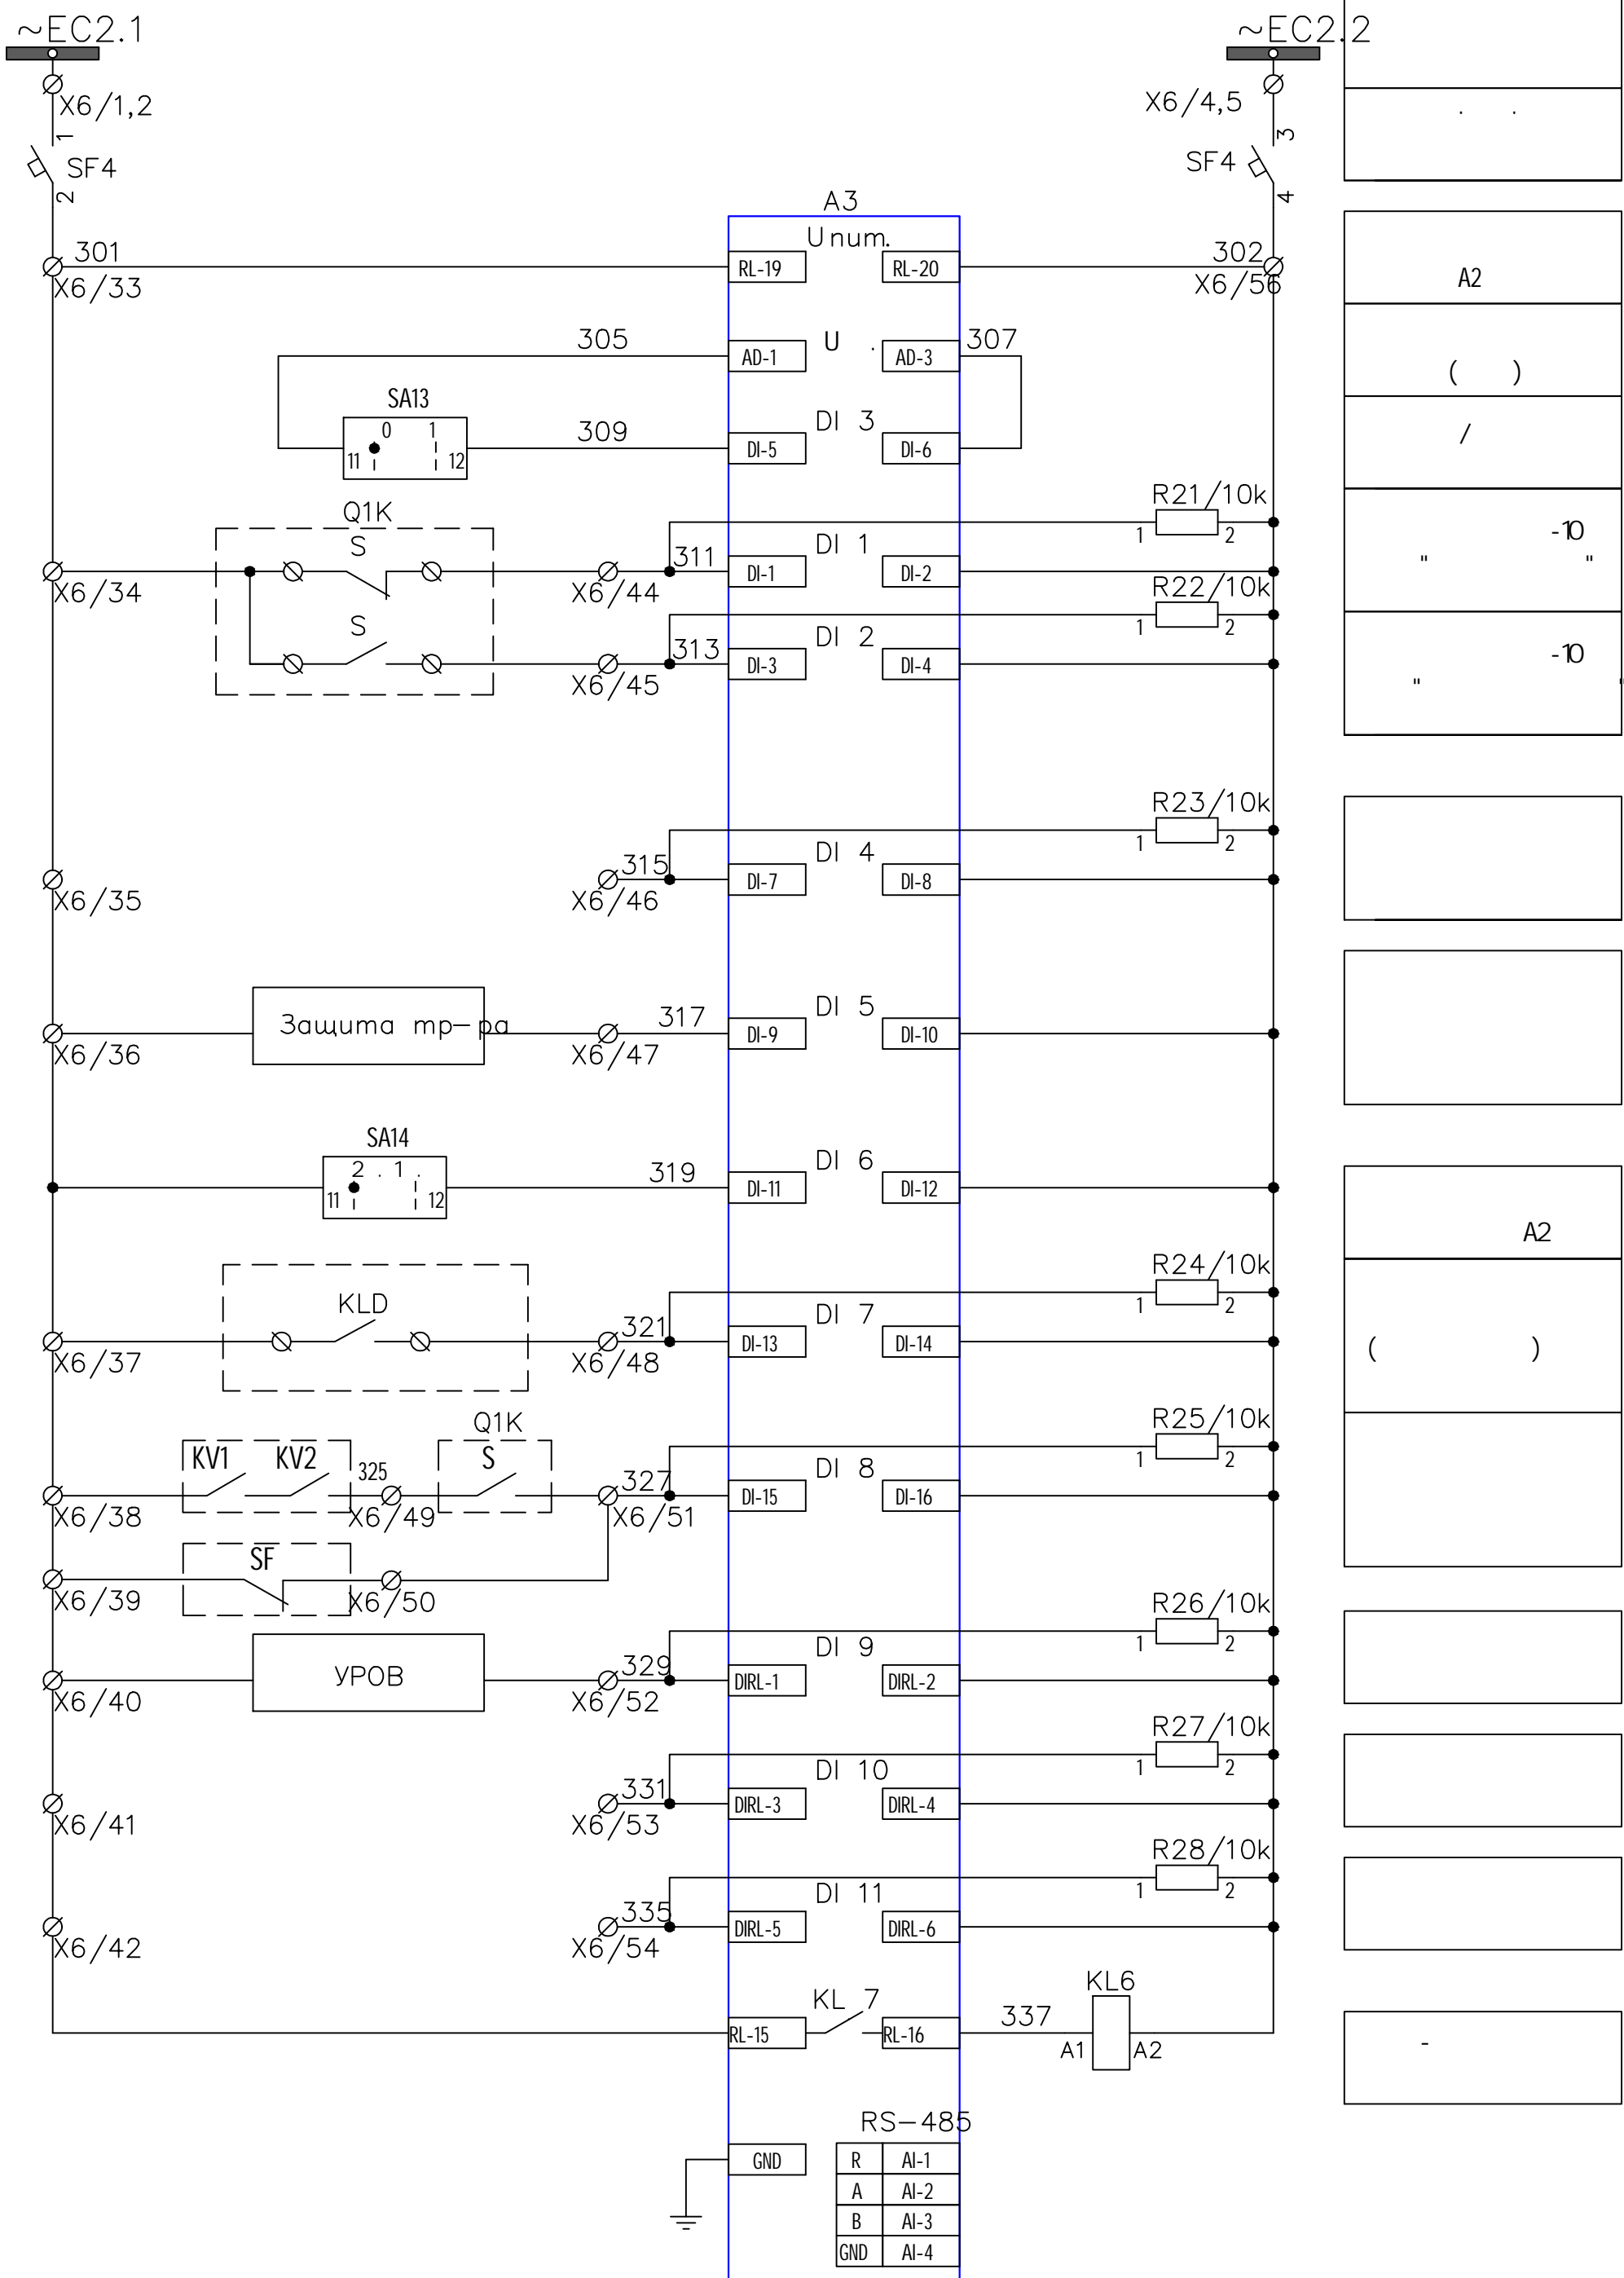 ~EC2.1 ~EC2.2
X6/1,2 X6/4,5
1 3
SF4 SF4
2 4
A3
Unum.
301 RL-19 RL-20 302
X6/33 X6/56 A2
305 AD-1 U . AD-3 307
( )
SA13
0 1
11 12
309 DI 3 /
DI-5 DI-6
R21/10k
1 2
Q1K
S
-10
" "
X6/34 X6/44 311 DI 1
DI-1 DI-2
R22/10k
1 2
S
-10
" "
X6/45 313 DI 2
DI-3 DI-4
R23/10k
1 2
X6/35 X6/46 315 DI 4
DI-7 DI-8
Защита тр-ра
X6/36 X6/47 317 DI 5
DI-9 DI-10
SA14
2 . 1 .
11 12
319 DI 6
DI-11 DI-12
A2
R24/10k
1 2
KLD
X6/37 X6/48 321 DI 7
DI-13 DI-14
( )
R25/10k
1 2
Q1K
KV1 KV2 325 S
X6/38 X6/49 327 X6/51 DI 8
DI-15 DI-16
SF
X6/39 X6/50
R26/10k
1 2
УРОВ
X6/40 X6/52 329 DI 9
DIRL-1 DIRL-2
R27/10k
1 2
X6/41 X6/53 331 DI 10
DIRL-3 DIRL-4
R28/10k
1 2
X6/42 X6/54 335 DI 11
DIRL-5 DIRL-6
KL 7 KL6
RL-15 RL-16 337
A1 A2
-
RS-485
GND R AI-1
A AI-2
B AI-3
GND AI-4